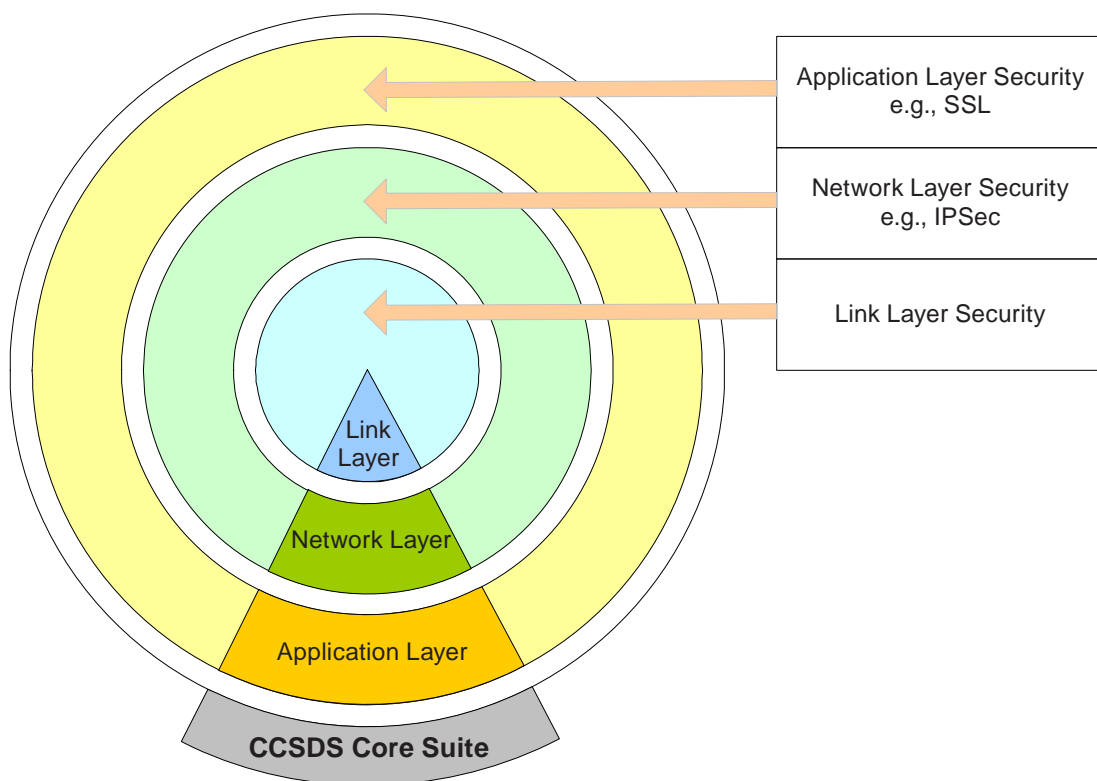 Application Layer Security
e.g., SSL
Network Layer Security
e.g., IPSec
Link Layer Security
Link
Layer
Network Layer
Application Layer
CCSDS Core Suite